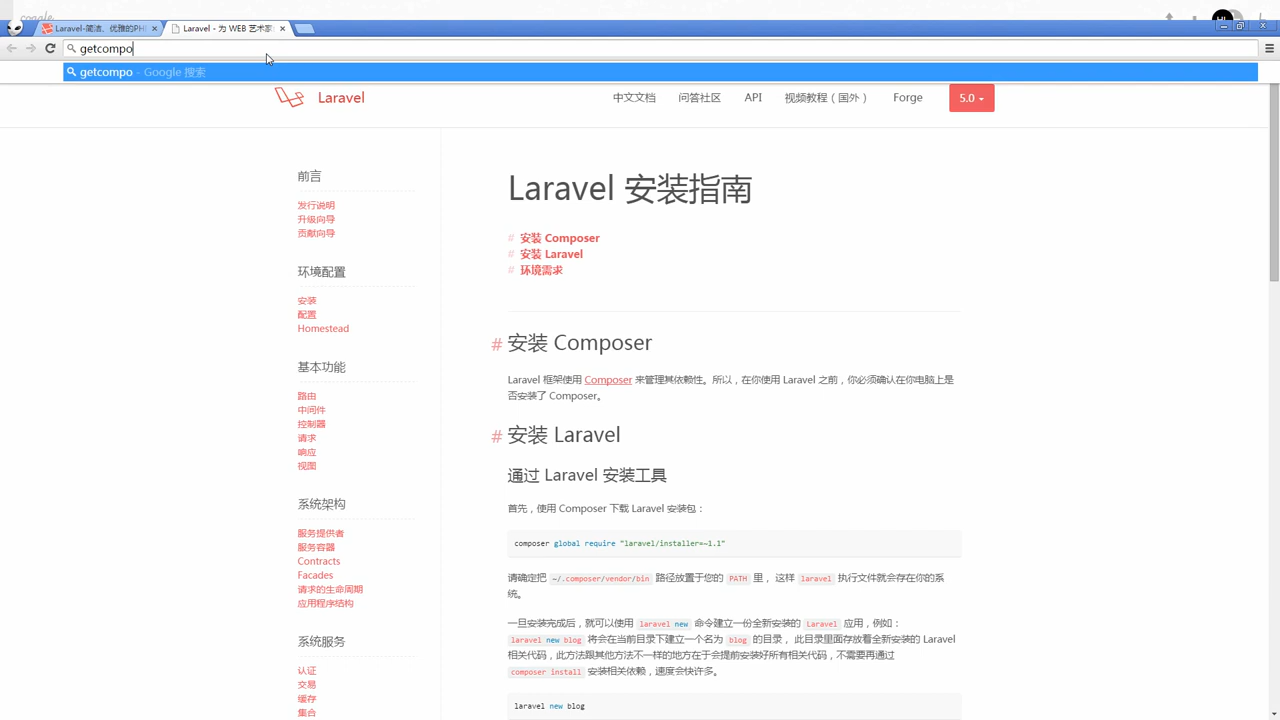 coggle
Laravel-简洁、优雅的PH
Laravel - 为 WEB 艺术家
getcompo
getcompo - Google 搜索
Laravel
中文文档
问答社区
API
视频教程（国外）
Forge
5.0
前言
发行说明
升级向导
贡献向导
环境配置
安装
配置
Homestead
基本功能
路由
中间件
控制器
请求
响应
视图
系统架构
服务提供者
服务容器
Contracts
Facades
请求的生命周期
应用程序结构
系统服务
认证
交易
缓存
集合
Laravel 安装指南
# 安装 Composer
# 安装 Laravel
# 环境需求
# 安装 Composer
Laravel 框架使用 Composer 来管理其依赖性。所以，在你使用 Laravel 之前，你必须确认在你电脑上是
否安装了 Composer。
# 安装 Laravel
通过 Laravel 安装工具
首先，使用 Composer 下载 Laravel 安装包：
composer global require "laravel/installer=~1.1"
请确定把 ~/.composer/vendor/bin 路径放置于您的 PATH 里， 这样 laravel 执行文件就会存在你的系
统。
一旦安装完成后，就可以使用 laravel new 命令建立一份全新安装的 Laravel 应用，例如：
laravel new blog 将会在当前目录下建立一个名为 blog 的目录， 此目录里面存放着全新安装的 Laravel
相关代码，此方法跟其他方法不一样的地方在于会提前安装好所有相关代码，不需要再通过
composer install 安装相关依赖，速度会快许多。
laravel new blog